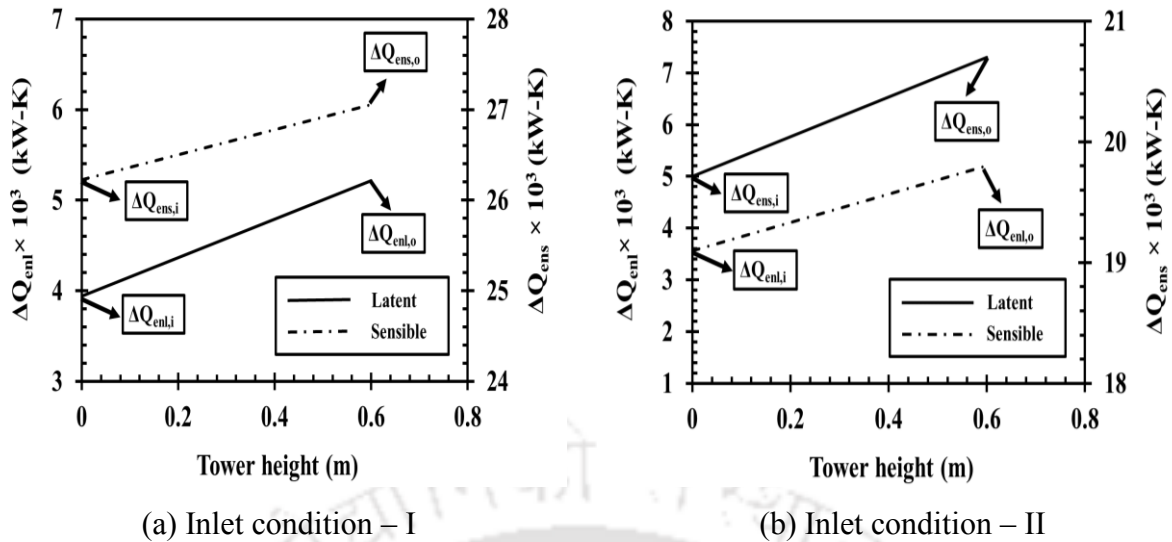 7
6
5
4
3
ΔQenl × 10³ (kW-K)
28
27
26
25
24
ΔQens × 10³ (kW-K)
ΔQens,o
ΔQens,i
ΔQenl,o
ΔQenl,i
Latent
Sensible
0 0.2 0.4 0.6 0.8
Tower height (m)
(a) Inlet condition – I
8
7
6
5
4
3
2
1
ΔQenl × 10³ (kW-K)
21
20
19
18
ΔQens × 10³ (kW-K)
ΔQens,o
ΔQens,i
ΔQenl,o
ΔQenl,i
Latent
Sensible
0 0.2 0.4 0.6 0.8
Tower height (m)
(b) Inlet condition – II